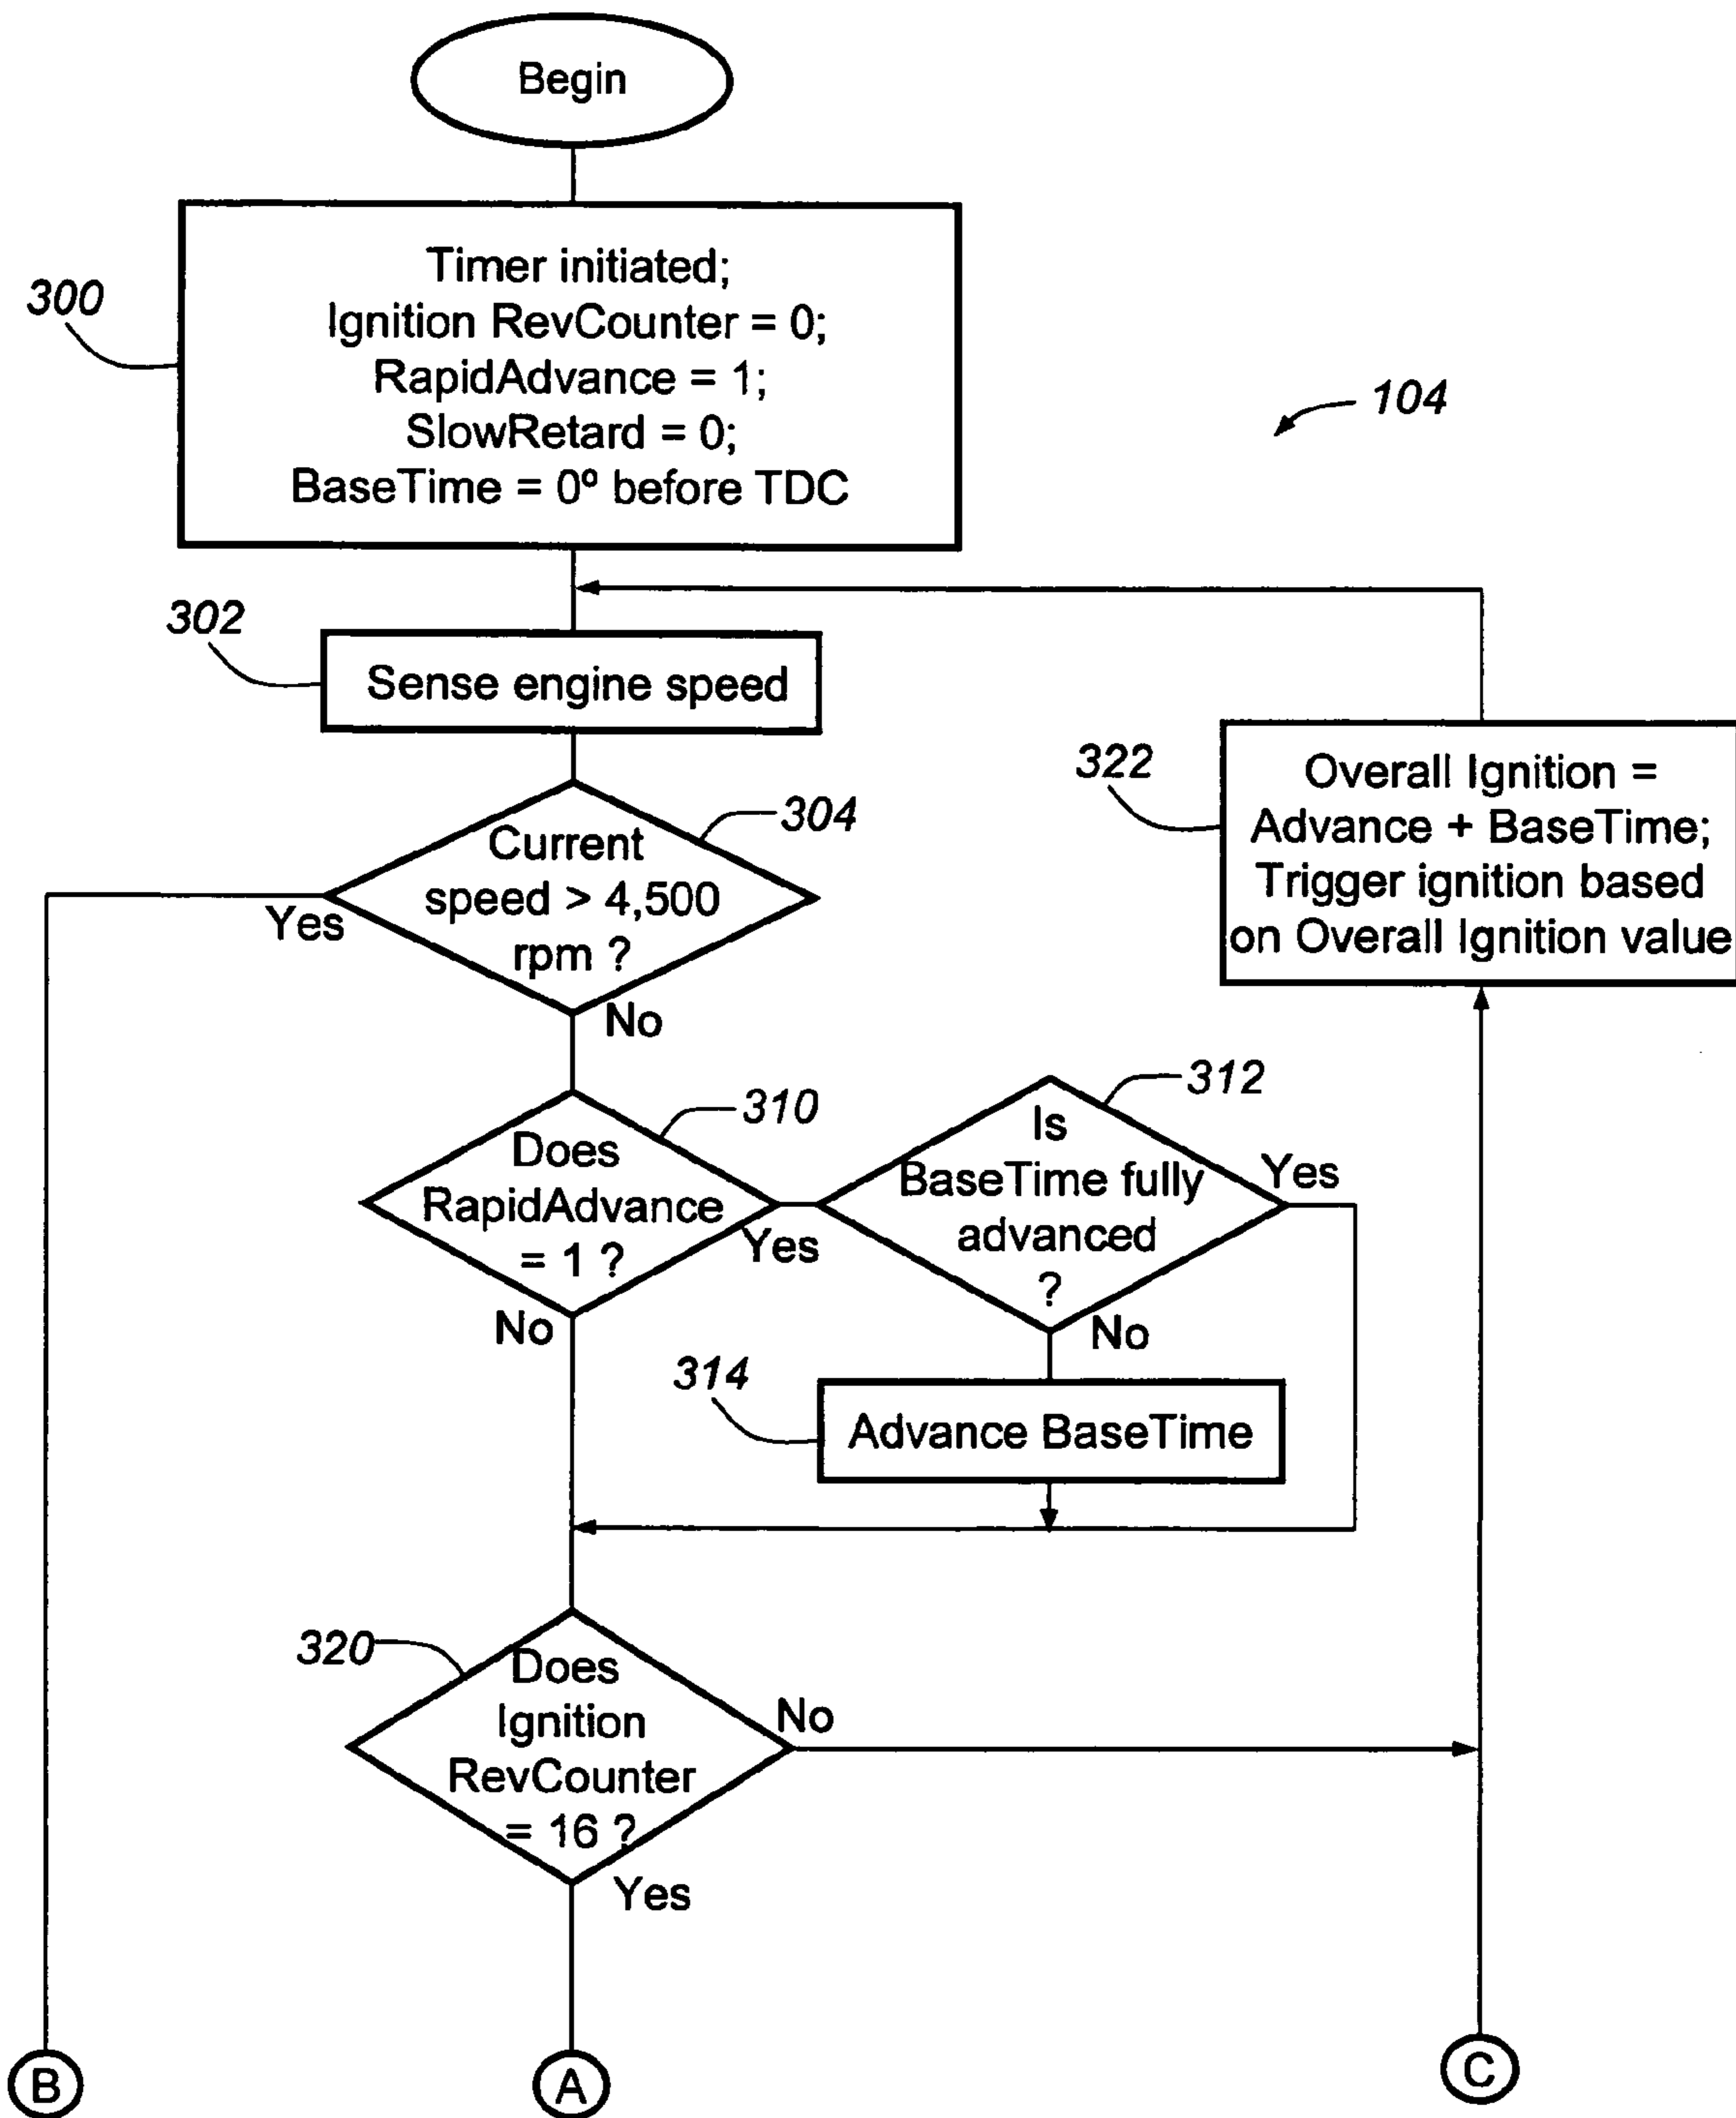 Begin
300
Timer initiated;
Ignition RevCounter = 0;
RapidAdvance = 1;
SlowRetard = 0;
BaseTime = 0º before TDC
104
302
Sense engine speed
304
Current
speed > 4,500
rpm ?
Yes
No
322
Overall Ignition =
Advance + BaseTime;
Trigger ignition based
on Overall Ignition value
310
Does
RapidAdvance
= 1 ?
Yes
No
312
Is
BaseTime fully
advanced
?
Yes
No
314
Advance BaseTime
320
Does
Ignition
RevCounter
= 16 ?
No
Yes
B
A
C